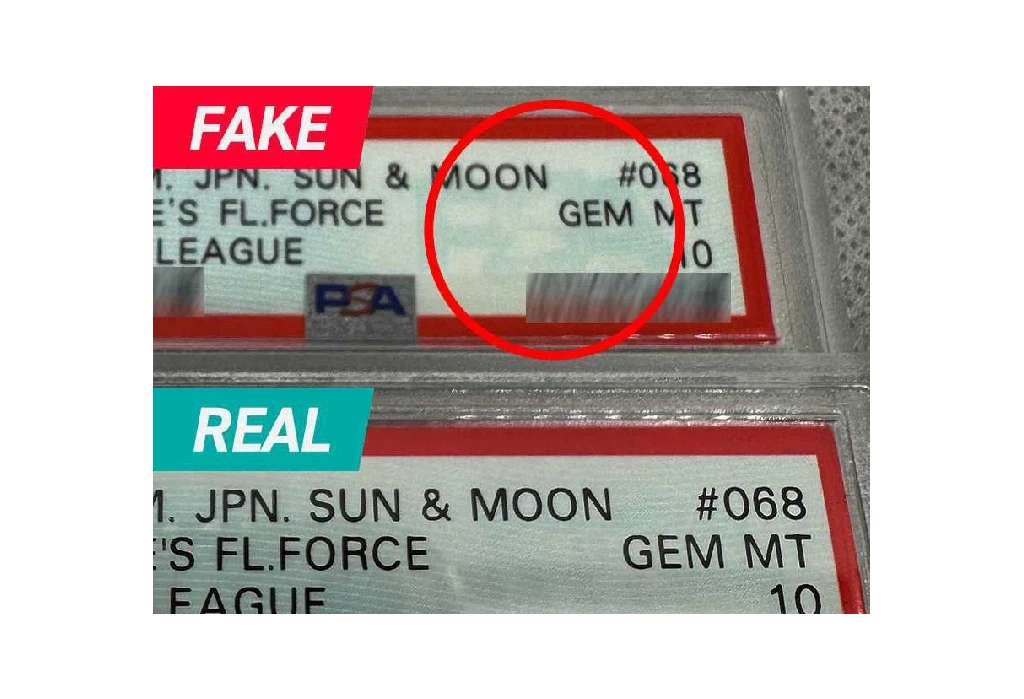 FAKE
M. JPN. SUN & MOON #068
E'S FL.FORCE GEM MT
LEAGUE 10
PSA
REAL
M. JPN. SUN & MOON #068
E'S FL.FORCE GEM MT
LEAGUE 10